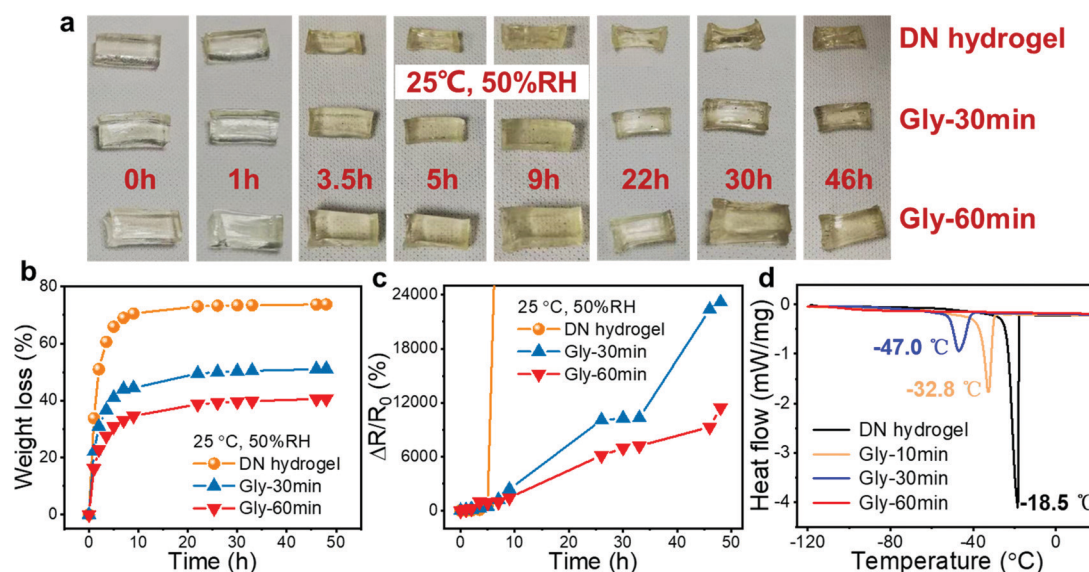 a
DN hydrogel
25℃, 50%RH
Gly-30min
0h 1h 3.5h 5h 9h 22h 30h 46h
Gly-60min
b
80
60
40
20
0
Weight loss (%)
25 °C, 50%RH
DN hydrogel
Gly-30min
Gly-60min
0 10 20 30 40 50
Time (h)
c
24000
18000
12000
6000
0
ΔR/R0 (%)
25 °C, 50%RH
DN hydrogel
Gly-30min
Gly-60min
0 10 20 30 40 50
Time (h)
d
0
-1
-2
-3
-4
Heat flow (mW/mg)
-47.0 ℃
-32.8 ℃
DN hydrogel
Gly-10min
Gly-30min
Gly-60min
-18.5 ℃
-120 -80 -40 0
Temperature (°C)